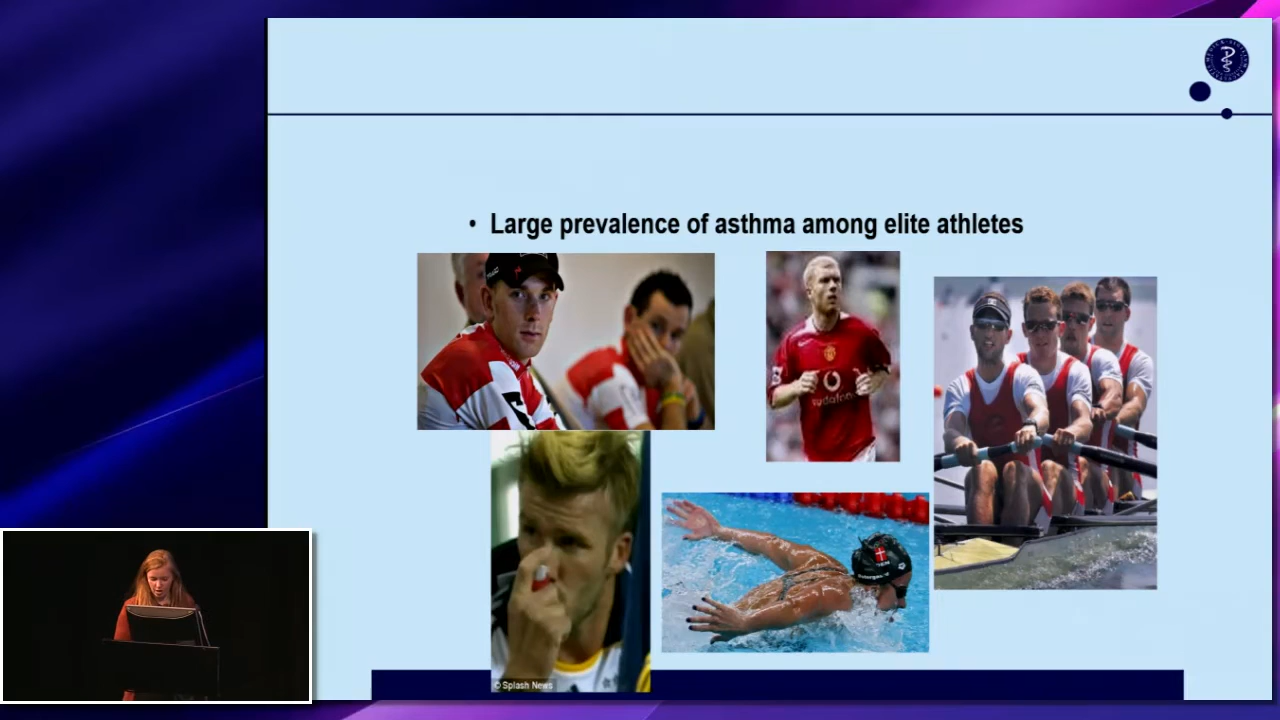 • Large prevalence of asthma among elite athletes
vodafone
© Splash News